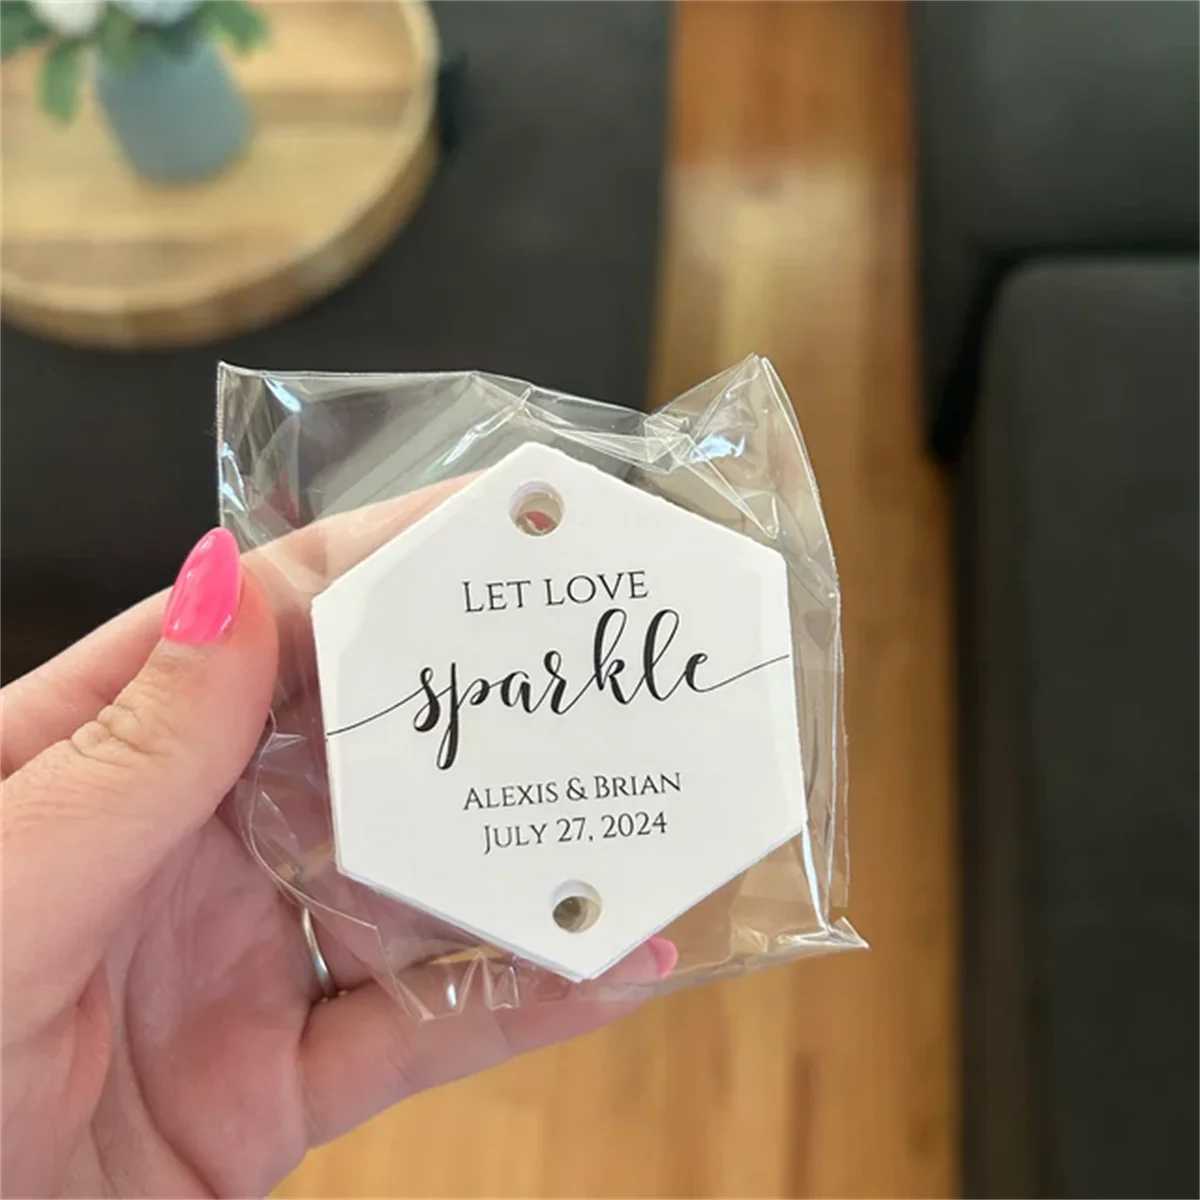 LET LOVE
sparkle
ALEXIS & BRIAN
JULY 27, 2024